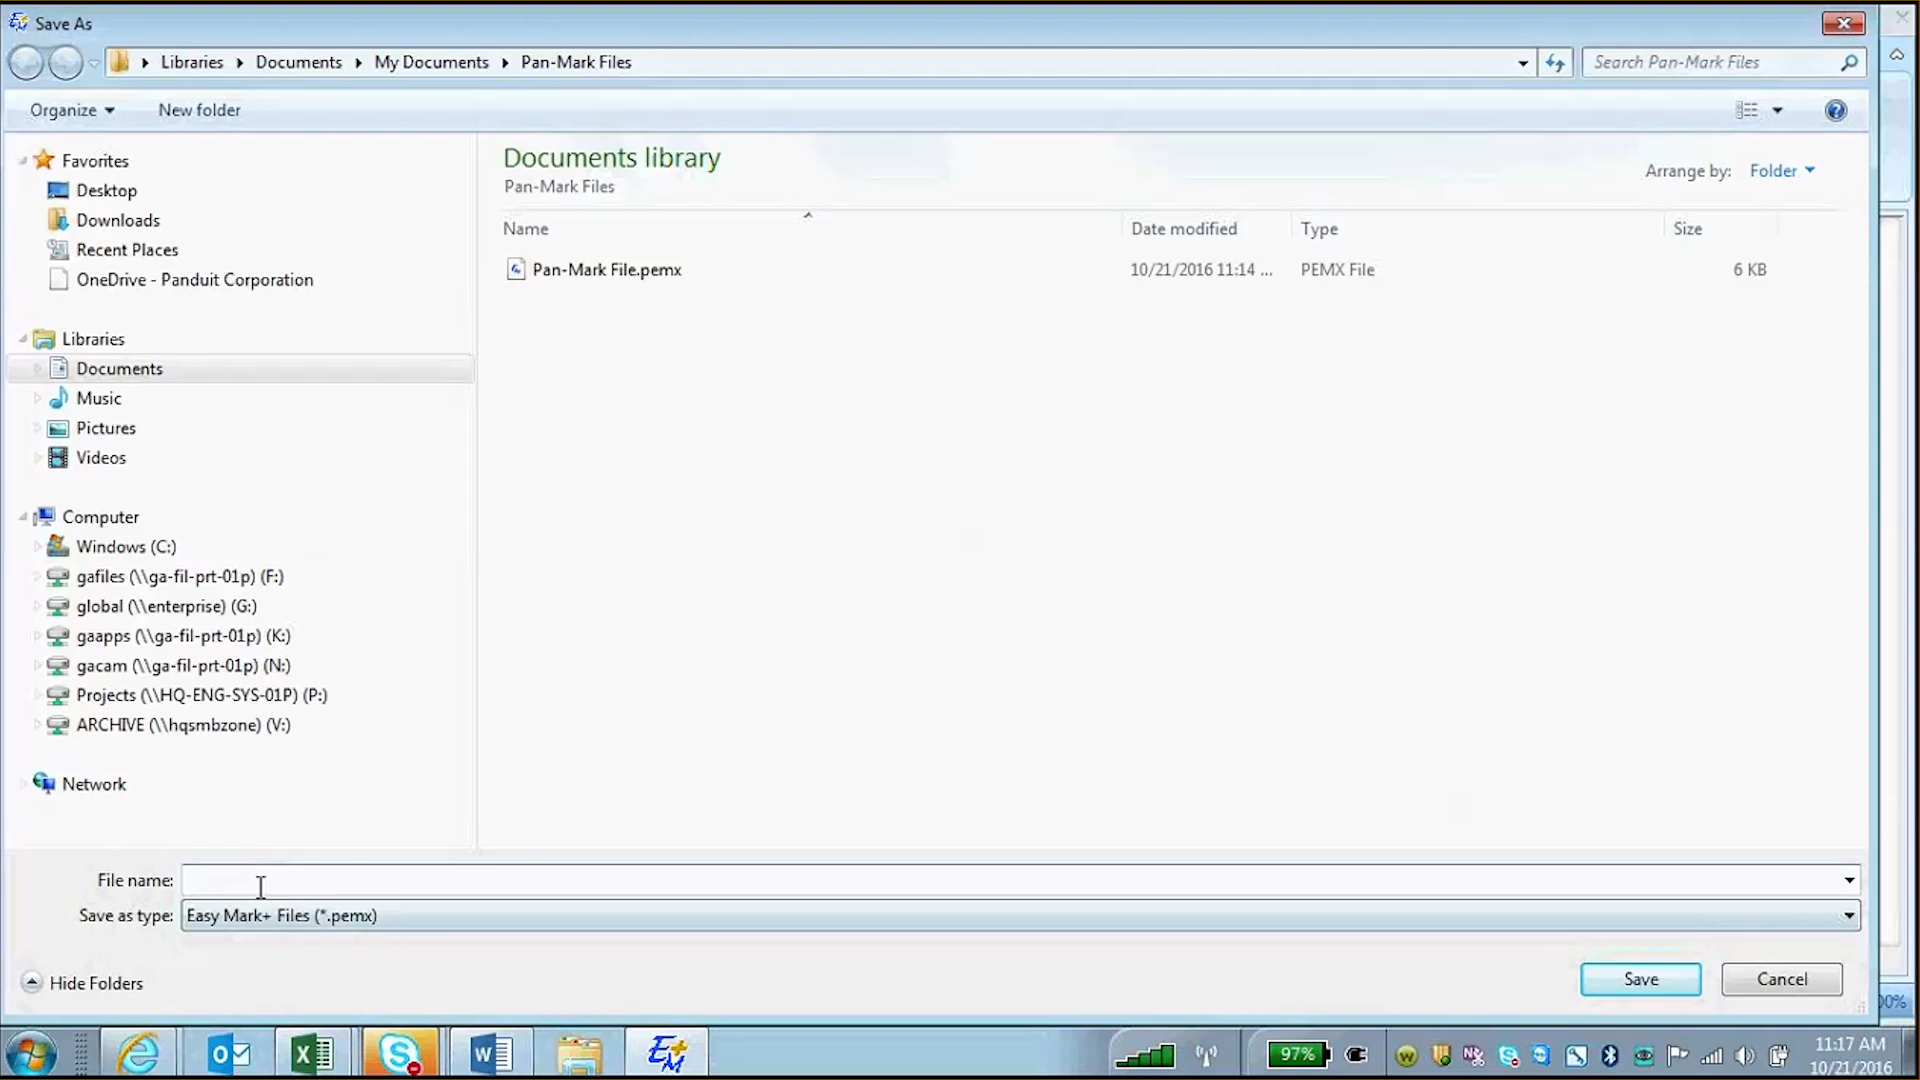 Save As
Libraries Documents My Documents Pan-Mark Files
Search Pan-Mark Files
Organize New folder
Favorites
Desktop
Downloads
Recent Places
OneDrive - Panduit Corporation
Libraries
Documents
Music
Pictures
Videos
Computer
Windows (C:)
gafiles (\\ga-fil-prt-01p) (F:)
global (\\enterprise) (G:)
gaapps (\\ga-fil-prt-01p) (K:)
gacam (\\ga-fil-prt-01p) (N:)
Projects (\\HQ-ENG-SYS-01P) (P:)
ARCHIVE (\\hqsmbzone) (V:)
Network
Documents library
Pan-Mark Files
Arrange by: Folder
Name Date modified Type Size
Pan-Mark File.pemx 10/21/2016 11:14 ... PEMX File 6 KB
File name:
Save as type: Easy Mark+ Files (*.pemx)
Hide Folders
Save Cancel
00%
97%
11:17 AM
10/21/2016